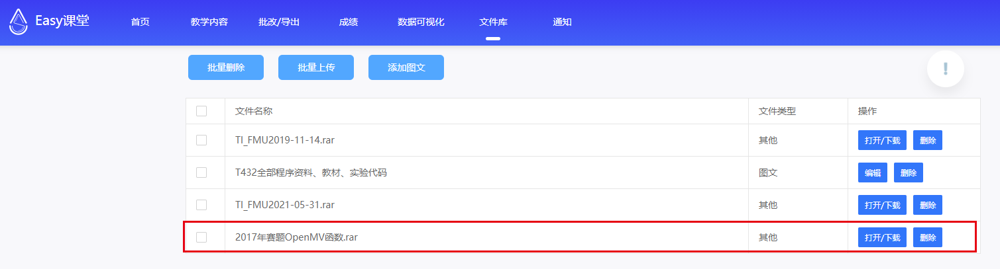 Easy课堂 首页 教学内容 批改/导出 成绩 数据可视化 文件库 通知
批量删除 批量上传 添加图文
文件名称 文件类型 操作
TI_FMU2019-11-14.rar 其他 打开/下载 删除
T432全部程序资料、教材、实验代码 图文 编辑 删除
TI_FMU2021-05-31.rar 其他 打开/下载 删除
2017年赛题OpenMV函数.rar 其他 打开/下载 删除